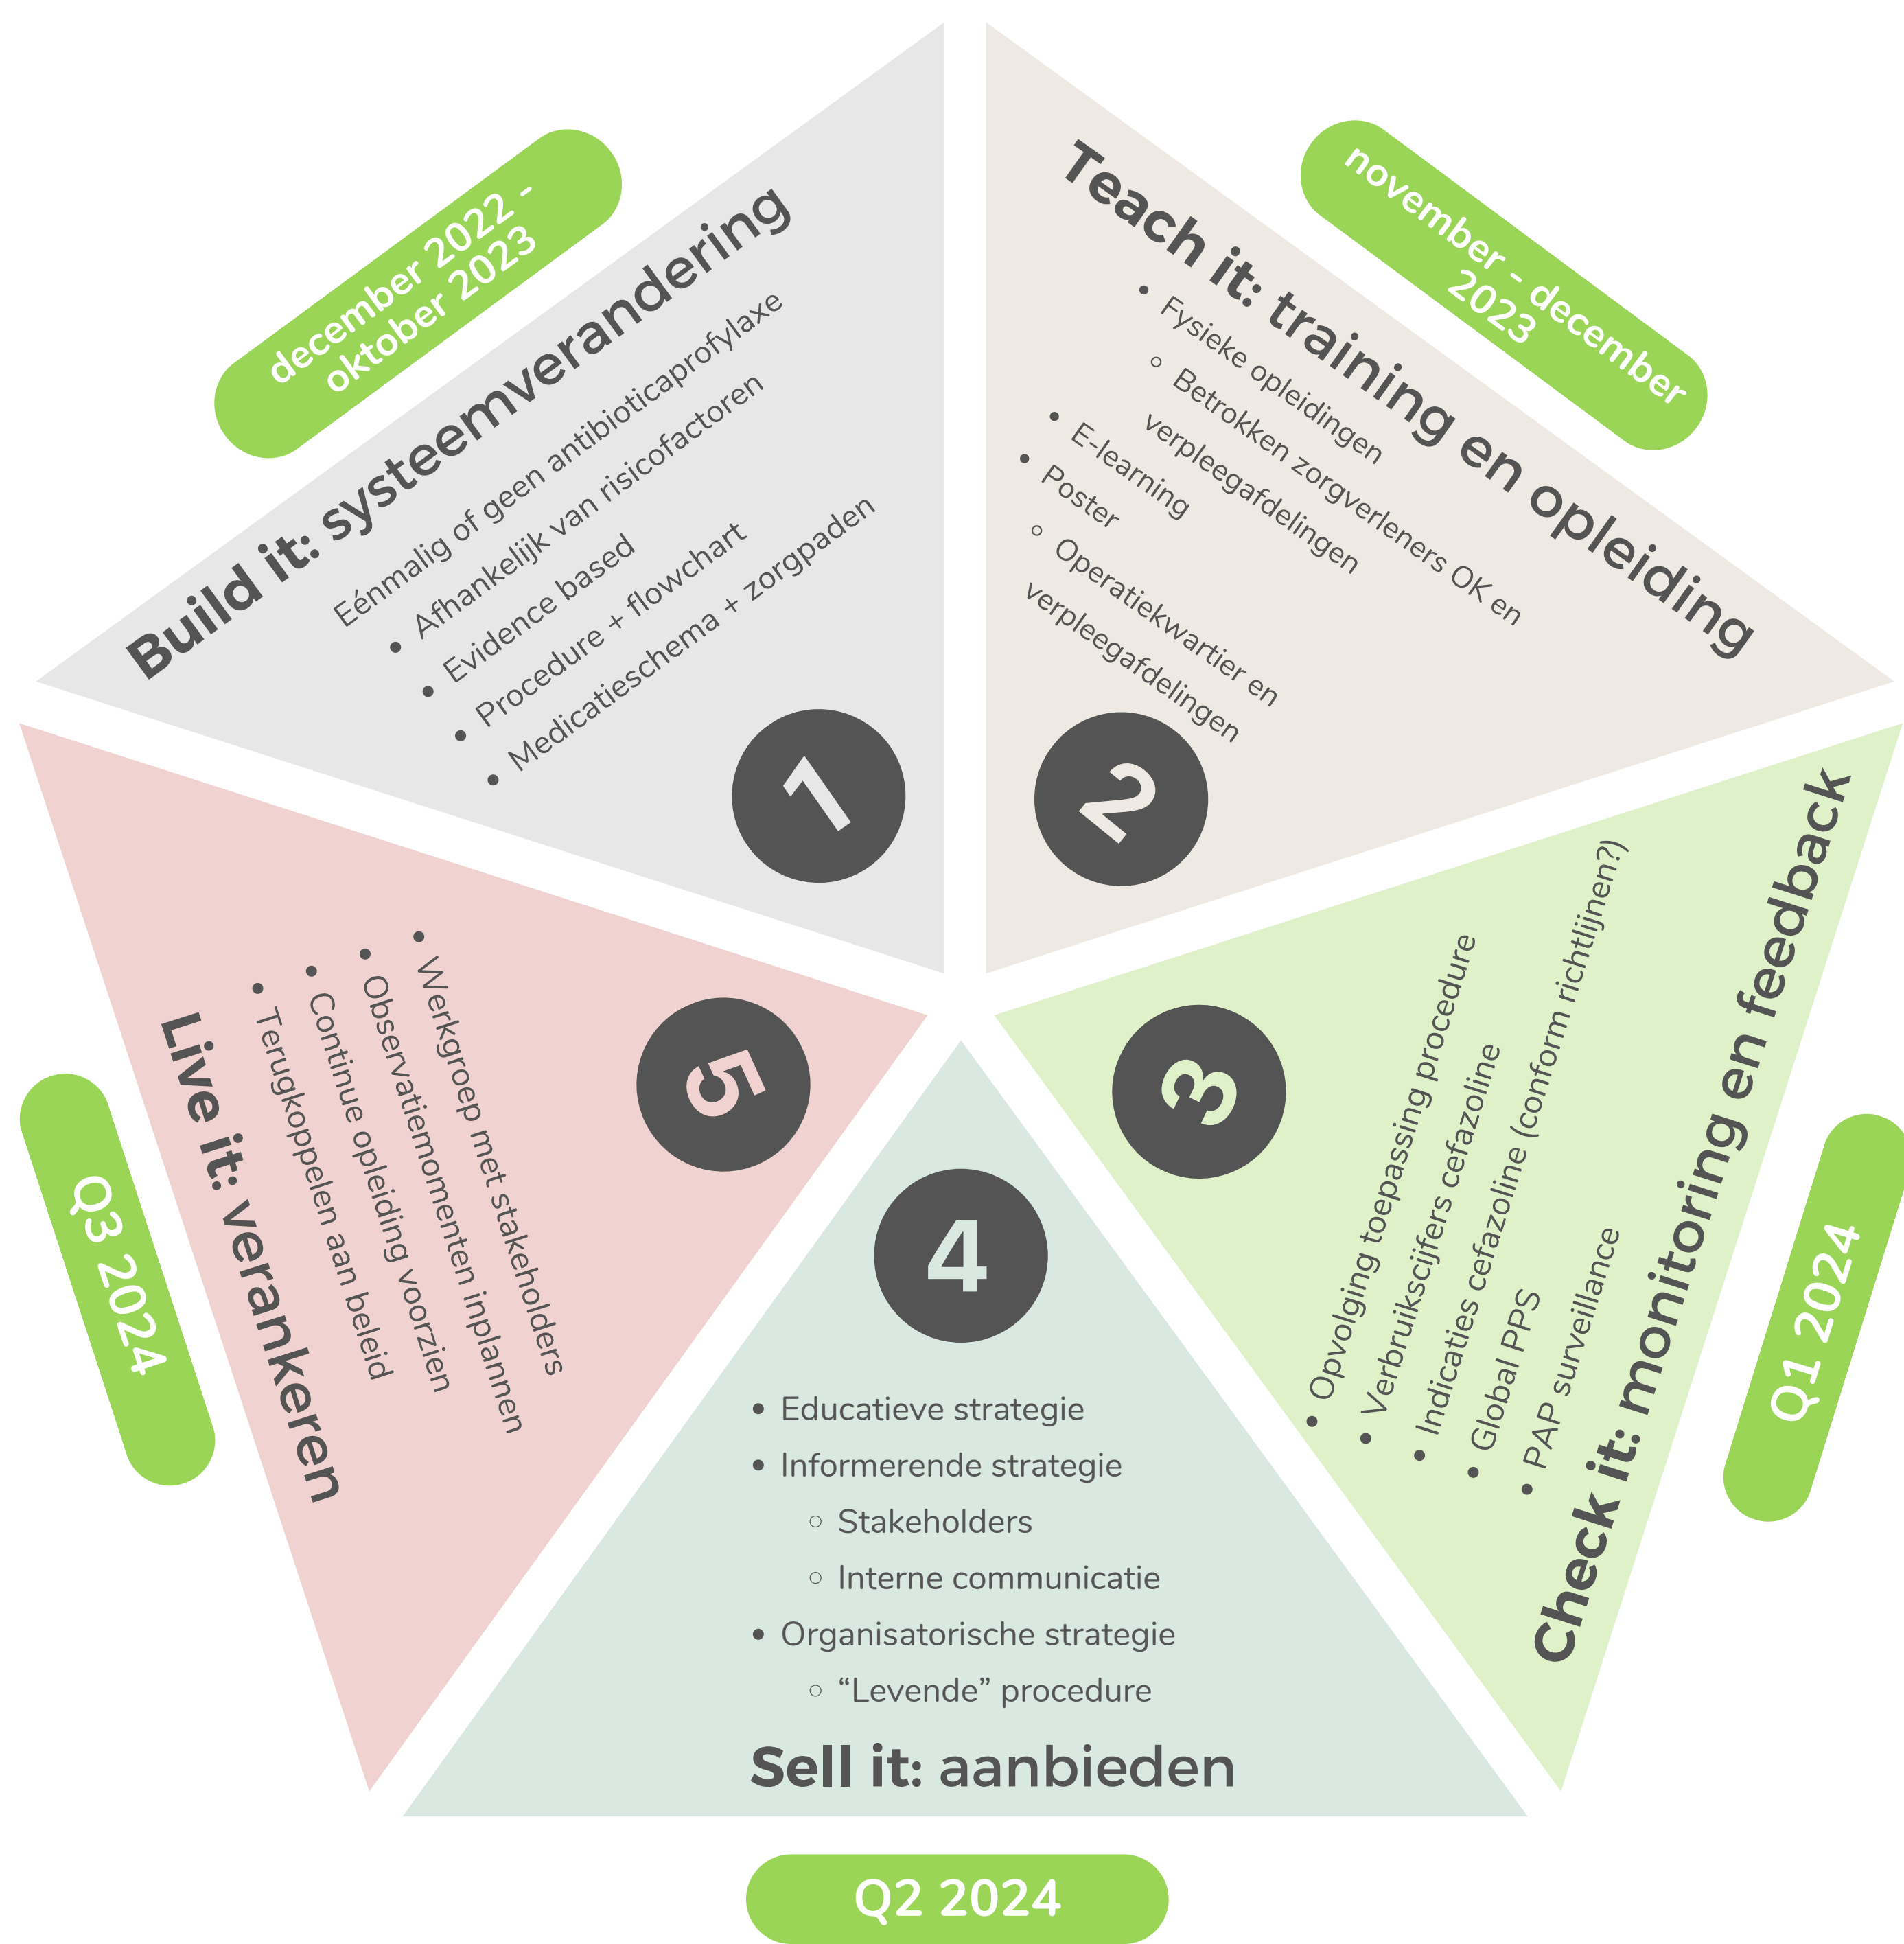 december 2022 -
oktober 2023
Build it: systeemverandering
Eénmalig of geen antibioticaprofylaxe
• Afhankelijk van risicofactoren
• Evidence based
• Procedure + flowchart
• Medicatieschema + zorgpaden
1
november - december
2023
Teach it: training en opleiding
• Fysieke opleidingen
○ Betrokken zorgverleners OK en
verpleegafdelingen
• E-learning
• Poster
○ Operatiekwartier en
verpleegafdelingen
2
3
• Opvolging toepassing procedure
• Verbruikscijfers cefazoline
• Indicaties cefazoline (conform richtlijnen?)
• Global PPS
• PAP surveillance
Check it: monitoring en feedback
Q1 2024
4
• Educatieve strategie
• Informerende strategie
○ Stakeholders
○ Interne communicatie
• Organisatorische strategie
○ “Levende” procedure
Sell it: aanbieden
Q2 2024
5
• Werkgroep met stakeholders
• Observatiemomenten inplannen
• Continue opleiding voorzien
• Terugkoppelen aan beleid
Live it: verankeren
Q3 2024